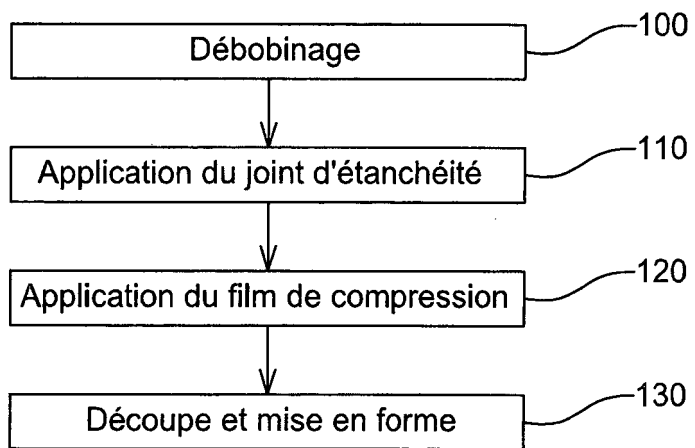 Débobinage
100
Application du joint d'étanchéité
110
Application du film de compression
120
Découpe et mise en forme
130